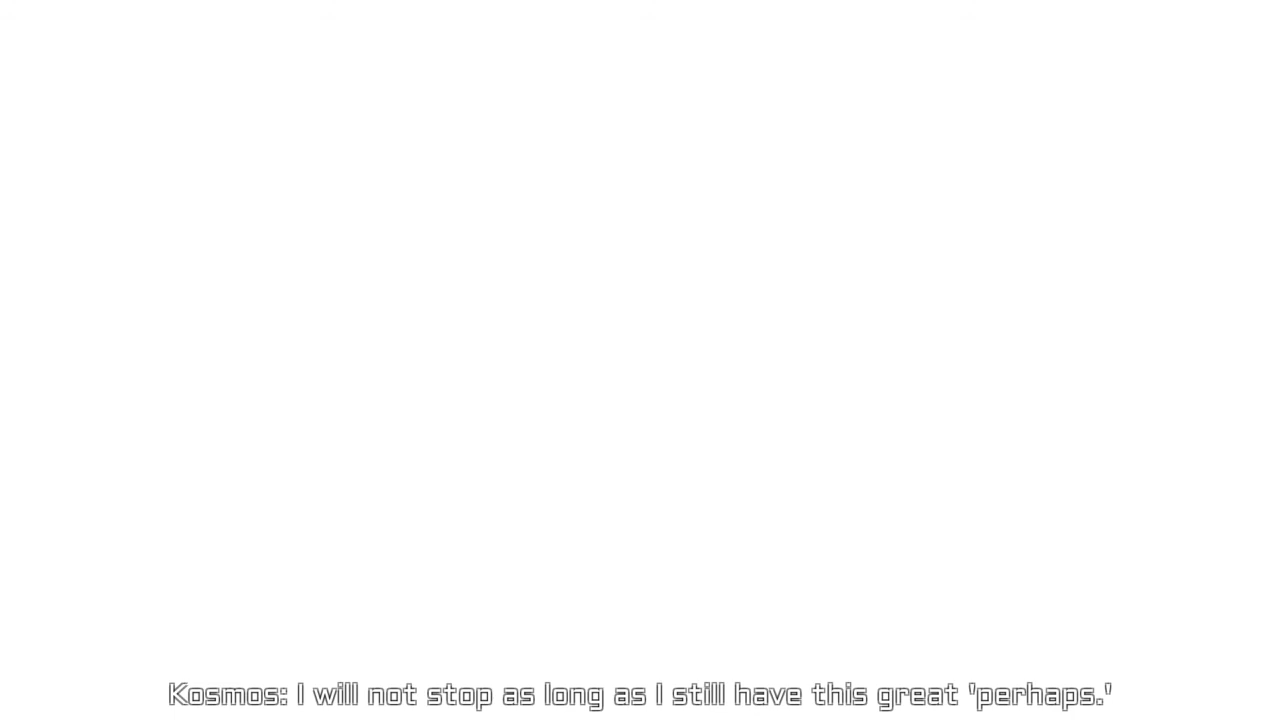 Kosmos: I will not stop as long as I still have this great 'perhaps.'